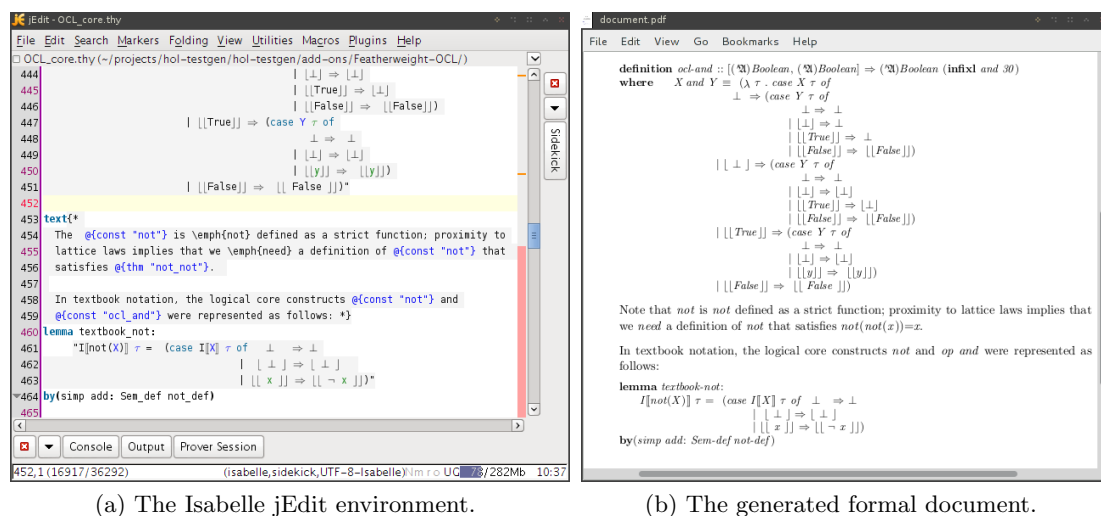 jEdit - OCL_core.thy
File Edit Search Markers Folding View Utilities Macros Plugins Help
OCL_core.thy (~/projects/hol-testgen/hol-testgen/add-ons/Featherweight-OCL/)
444 | ⌊⊥⌋ ⇒ ⌊⊥⌋
445 | ⌊⌊True⌋⌋ ⇒ ⌊⊥⌋
446 | ⌊⌊False⌋⌋ ⇒ ⌊⌊False⌋⌋)
447 | ⌊⌊True⌋⌋ ⇒ (case Y τ of
448 ⊥ ⇒ ⊥
449 | ⌊⊥⌋ ⇒ ⌊⊥⌋
450 | ⌊⌊y⌋⌋ ⇒ ⌊⌊y⌋⌋)
451 | ⌊⌊False⌋⌋ ⇒ ⌊⌊ False ⌋⌋)"
452
453 text{*
454 The @{const "not"} is \emph{not} defined as a strict function; proximity to
455 lattice laws implies that we \emph{need} a definition of @{const "not"} that
456 satisfies @{thm "not_not"}.
457
458 In textbook notation, the logical core constructs @{const "not"} and
459 @{const "ocl_and"} were represented as follows: *}
460 lemma textbook_not:
461 "I⟦not(X)⟧ τ = (case I⟦X⟧ τ of ⊥ ⇒ ⊥
462 | ⌊ ⊥ ⌋ ⇒ ⌊ ⊥ ⌋
463 | ⌊⌊ x ⌋⌋ ⇒ ⌊⌊ ¬ x ⌋⌋)"
464 by(simp add: Sem_def not_def)
465
Sidekick
Console Output Prover Session
452,1 (16917/36292) (isabelle,sidekick,UTF-8-Isabelle)Nm r o UG 78/282Mb 10:37
(a) The Isabelle jEdit environment.
document.pdf
File Edit View Go Bookmarks Help
definition ocl-and :: [('𝔄)Boolean, ('𝔄)Boolean] ⇒ ('𝔄)Boolean (infixl and 30)
where X and Y ≡ (λ τ . case X τ of
⊥ ⇒ (case Y τ of
⊥ ⇒ ⊥
| ⌊⊥⌋ ⇒ ⊥
| ⌊⌊True⌋⌋ ⇒ ⊥
| ⌊⌊False⌋⌋ ⇒ ⌊⌊False⌋⌋)
| ⌊ ⊥ ⌋ ⇒ (case Y τ of
⊥ ⇒ ⊥
| ⌊⊥⌋ ⇒ ⌊⊥⌋
| ⌊⌊True⌋⌋ ⇒ ⌊⊥⌋
| ⌊⌊False⌋⌋ ⇒ ⌊⌊False⌋⌋)
| ⌊⌊True⌋⌋ ⇒ (case Y τ of
⊥ ⇒ ⊥
| ⌊⊥⌋ ⇒ ⌊⊥⌋
| ⌊⌊y⌋⌋ ⇒ ⌊⌊y⌋⌋)
| ⌊⌊False⌋⌋ ⇒ ⌊⌊ False ⌋⌋)
Note that not is not defined as a strict function; proximity to lattice laws implies that
we need a definition of not that satisfies not(not(x))=x.
In textbook notation, the logical core constructs not and op and were represented as
follows:
lemma textbook-not:
I⟦not(X)⟧ τ = (case I⟦X⟧ τ of ⊥ ⇒ ⊥
| ⌊ ⊥ ⌋ ⇒ ⌊ ⊥ ⌋
| ⌊⌊ x ⌋⌋ ⇒ ⌊⌊ ¬ x ⌋⌋)
by(simp add: Sem-def not-def)
(b) The generated formal document.